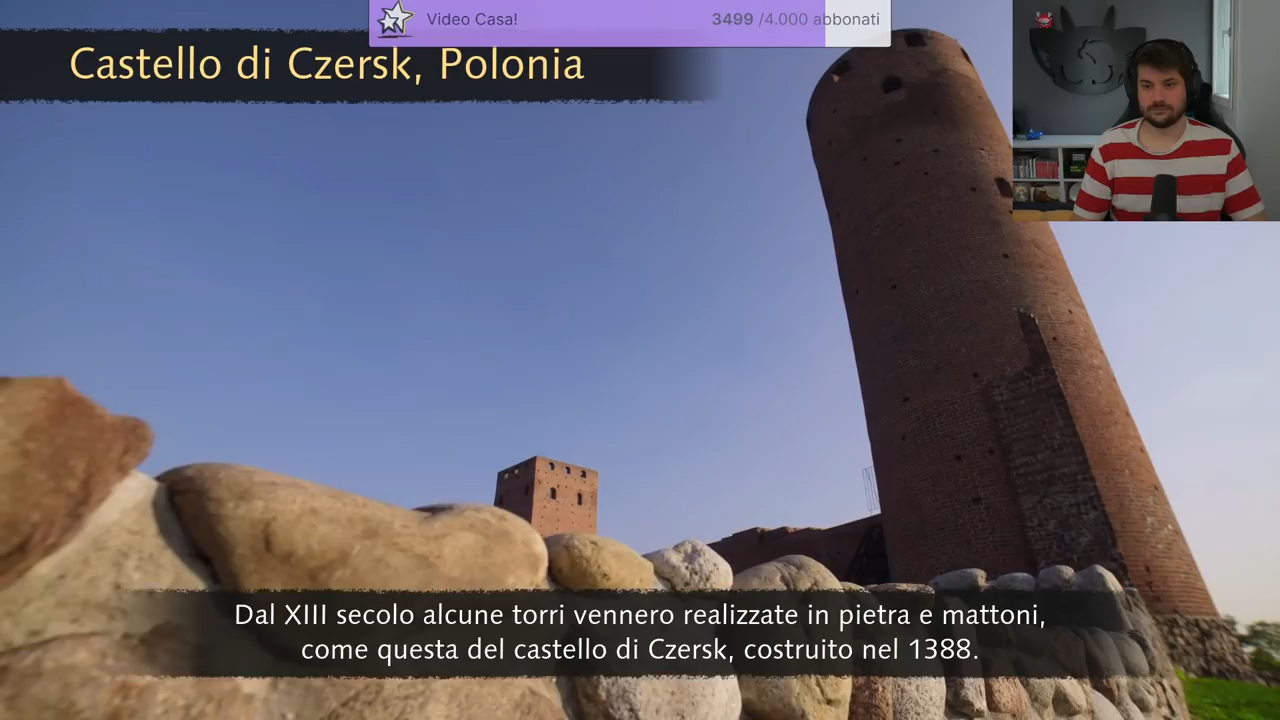 Video Casa!
3499 /4.000 abbonati
Castello di Czersk, Polonia
Dal XIII secolo alcune torri vennero realizzate in pietra e mattoni,
come questa del castello di Czersk, costruito nel 1388.